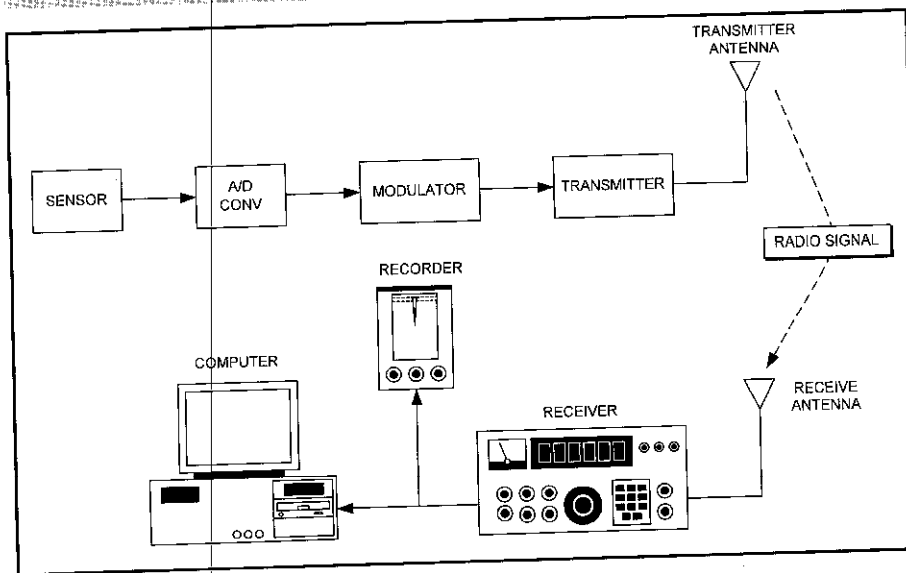 TRANSMITTER
ANTENNA
SENSOR
A/D
CONV
MODULATOR
TRANSMITTER
RADIO SIGNAL
RECORDER
COMPUTER
RECEIVER
RECEIVE
ANTENNA